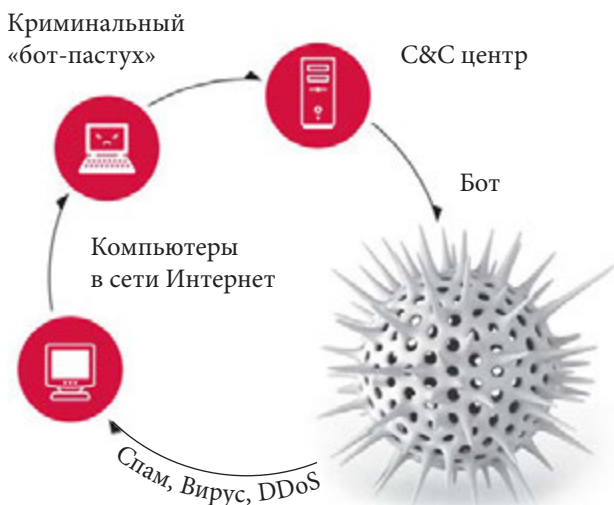 Криминальный
«бот-пастух»
C&C центр
Бот
Компьютеры
в сети Интернет
Спам, Вирус, DDoS